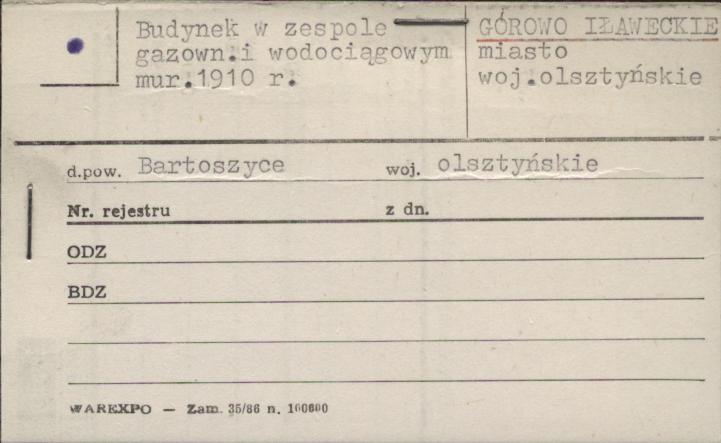 Budynek w zespole
gazown.i wodociągowym
mur.1910 r.
GÓROWO IŁAWECKIE
miasto
woj.olsztyńskie
d.pow. Bartoszyce woj. olsztyńskie
Nr. rejestru z dn.
ODZ
BDZ
WAREXPO — Zam. 35/86 n. 100600